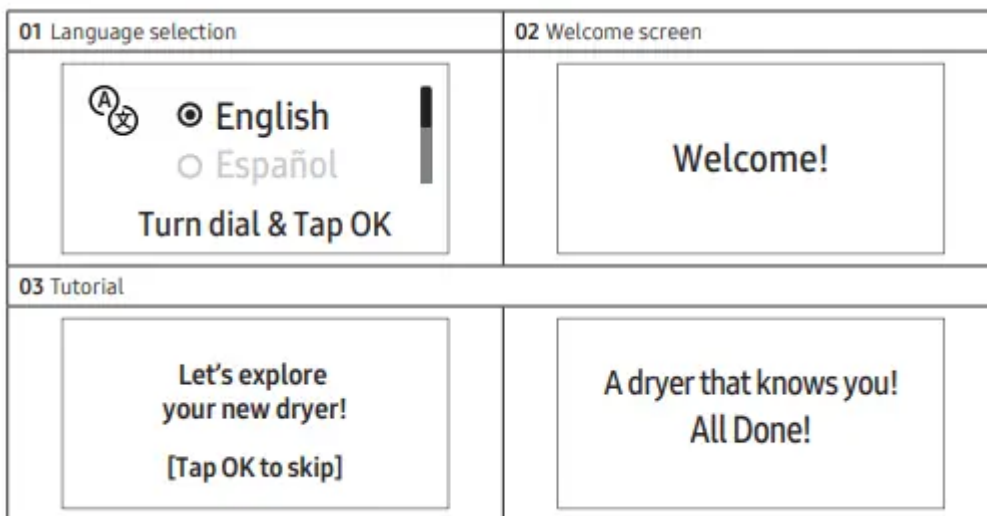 01 Language selection
02 Welcome screen
A 文
English
Español
Turn dial & Tap OK
Welcome!
03 Tutorial
Let's explore
your new dryer!
[Tap OK to skip]
A dryer that knows you!
All Done!